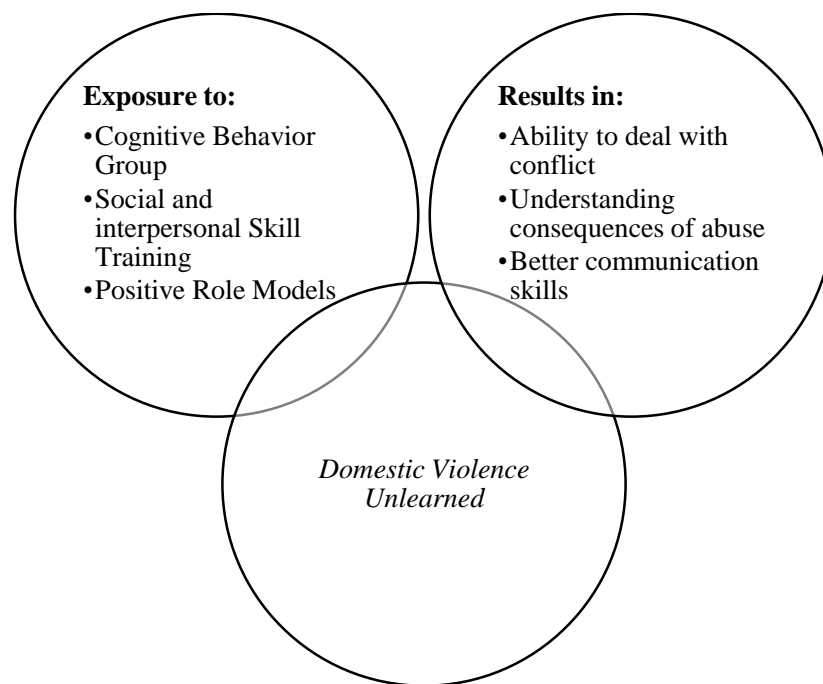 Exposure to:
•Cognitive Behavior
Group
•Social and
interpersonal Skill
Training
•Positive Role Models
Results in:
•Ability to deal with
conflict
•Understanding
consequences of abuse
•Better communication
skills
Domestic Violence
Unlearned